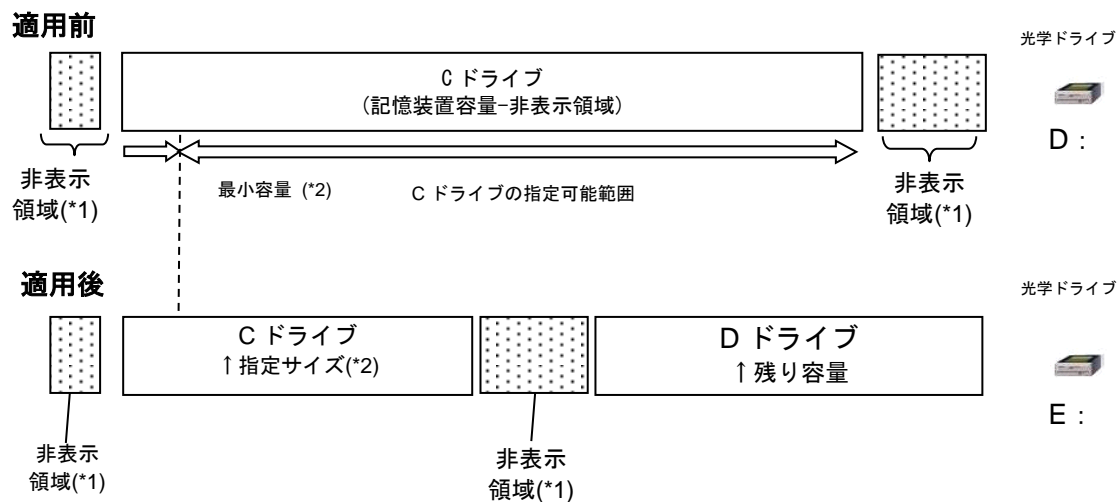 適用前
光学ドライブ
C ドライブ
(記憶装置容量-非表示領域)
D：
最小容量 (*2)
C ドライブの指定可能範囲
非表示
領域(*1)
非表示
領域(*1)
適用後
光学ドライブ
C ドライブ
↑指定サイズ(*2)
D ドライブ
↑残り容量
E：
非表示
領域(*1)
非表示
領域(*1)